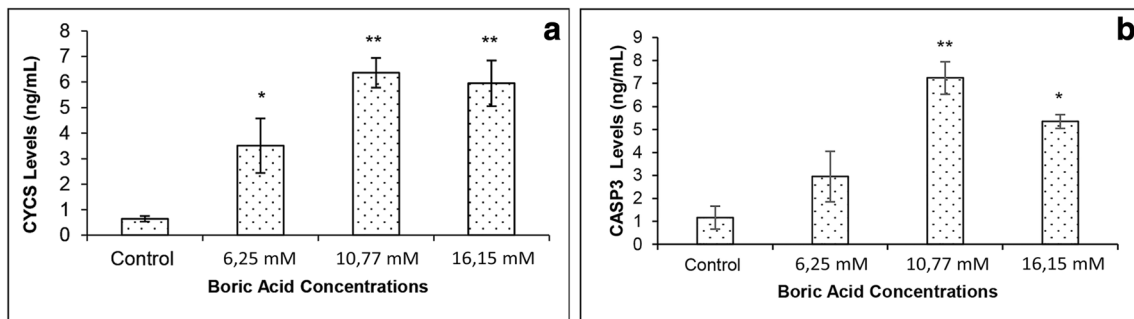 a
CYCS Levels (ng/mL)
8
7
6
5
4
3
2
1
0
*
**
**
Control
6,25 mM
10,77 mM
16,15 mM
Boric Acid Concentrations
b
CASP3 Levels (ng/mL)
9
8
7
6
5
4
3
2
1
0
**
*
Control
6,25 mM
10,77 mM
16,15 mM
Boric Acid Concentrations